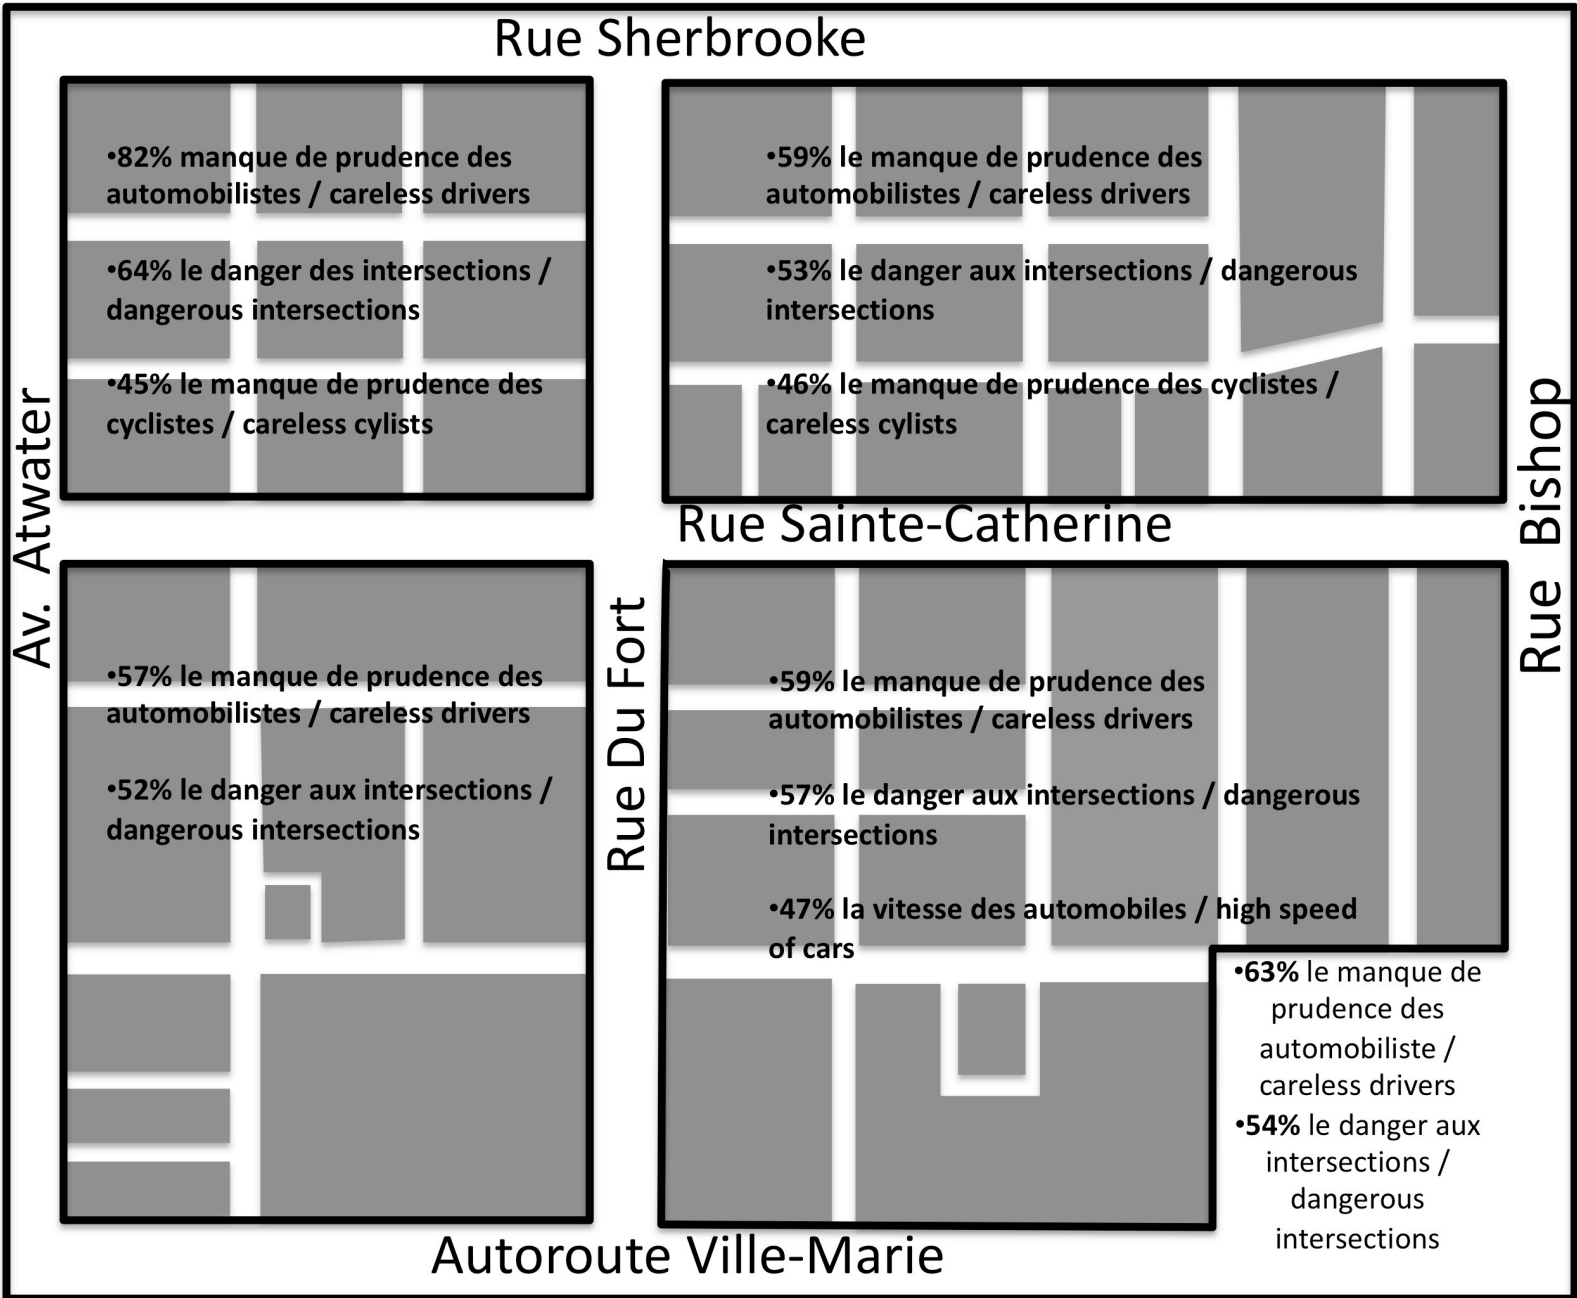 Rue Sherbrooke
•82% manque de prudence des
automobilistes / careless drivers
•64% le danger des intersections /
dangerous intersections
•45% le manque de prudence des
cyclistes / careless cylists
•59% le manque de prudence des
automobilistes / careless drivers
•53% le danger aux intersections / dangerous
intersections
•46% le manque de prudence des cyclistes /
careless cylists
Av. Atwater
Rue Sainte-Catherine
Rue Bishop
•57% le manque de prudence des
automobilistes / careless drivers
•52% le danger aux intersections /
dangerous intersections
Rue Du Fort
•59% le manque de prudence des
automobilistes / careless drivers
•57% le danger aux intersections / dangerous
intersections
•47% la vitesse des automobiles / high speed
of cars
•63% le manque de
prudence des
automobiliste /
careless drivers
•54% le danger aux
intersections /
dangerous
intersections
Autoroute Ville-Marie